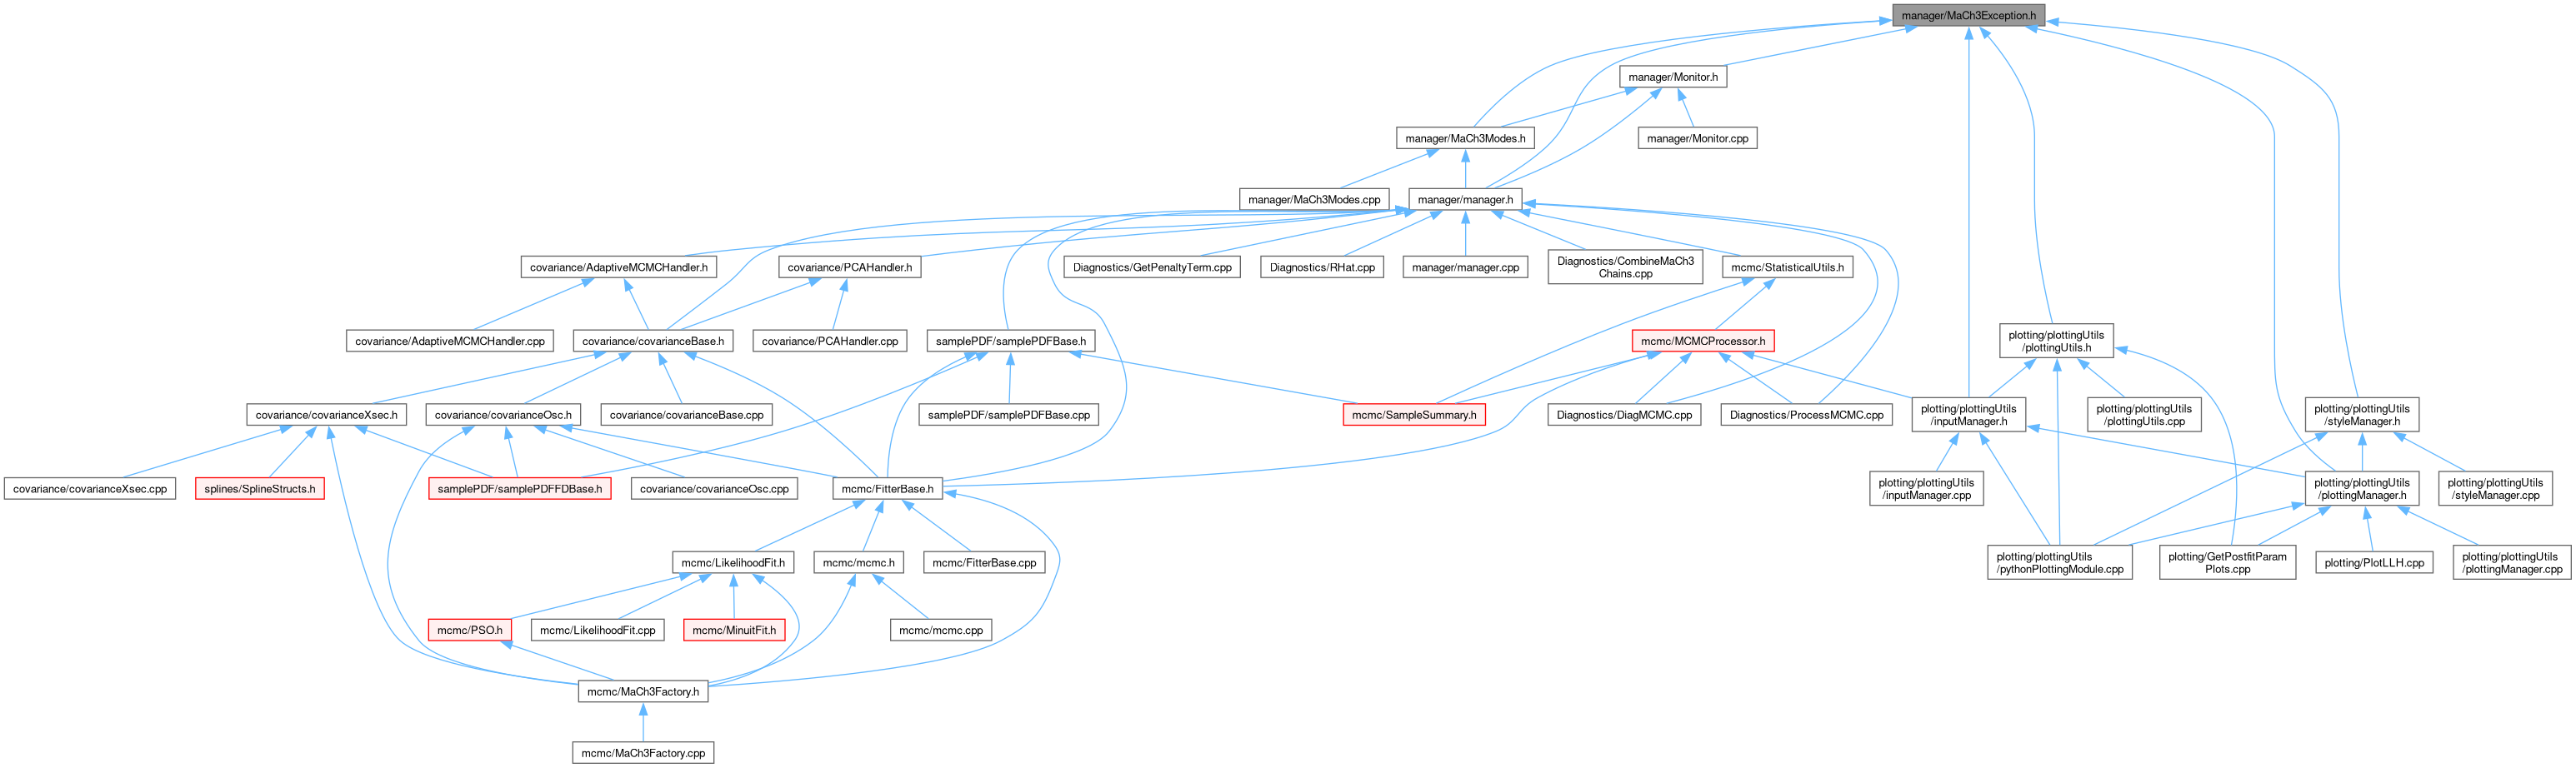 manager/MaCh3Exception.h
manager/Monitor.h
manager/MaCh3Modes.h
manager/Monitor.cpp
manager/MaCh3Modes.cpp
manager/manager.h
covariance/AdaptiveMCMCHandler.h
covariance/PCAHandler.h
Diagnostics/GetPenaltyTerm.cpp
Diagnostics/RHat.cpp
manager/manager.cpp
Diagnostics/CombineMaCh3
Chains.cpp
mcmc/StatisticalUtils.h
covariance/AdaptiveMCMCHandler.cpp
covariance/covarianceBase.h
covariance/PCAHandler.cpp
samplePDF/samplePDFBase.h
mcmc/MCMCProcessor.h
plotting/plottingUtils
/plottingUtils.h
covariance/covarianceXsec.h
covariance/covarianceOsc.h
covariance/covarianceBase.cpp
samplePDF/samplePDFBase.cpp
mcmc/SampleSummary.h
Diagnostics/DiagMCMC.cpp
Diagnostics/ProcessMCMC.cpp
plotting/plottingUtils
/inputManager.h
plotting/plottingUtils
/plottingUtils.cpp
plotting/plottingUtils
/styleManager.h
covariance/covarianceXsec.cpp
splines/SplineStructs.h
samplePDF/samplePDFFDBase.h
covariance/covarianceOsc.cpp
mcmc/FitterBase.h
plotting/plottingUtils
/inputManager.cpp
plotting/plottingUtils
/plottingManager.h
plotting/plottingUtils
/styleManager.cpp
mcmc/LikelihoodFit.h
mcmc/mcmc.h
mcmc/FitterBase.cpp
plotting/plottingUtils
/pythonPlottingModule.cpp
plotting/GetPostfitParam
Plots.cpp
plotting/PlotLLH.cpp
plotting/plottingUtils
/plottingManager.cpp
mcmc/PSO.h
mcmc/LikelihoodFit.cpp
mcmc/MinuitFit.h
mcmc/mcmc.cpp
mcmc/MaCh3Factory.h
mcmc/MaCh3Factory.cpp